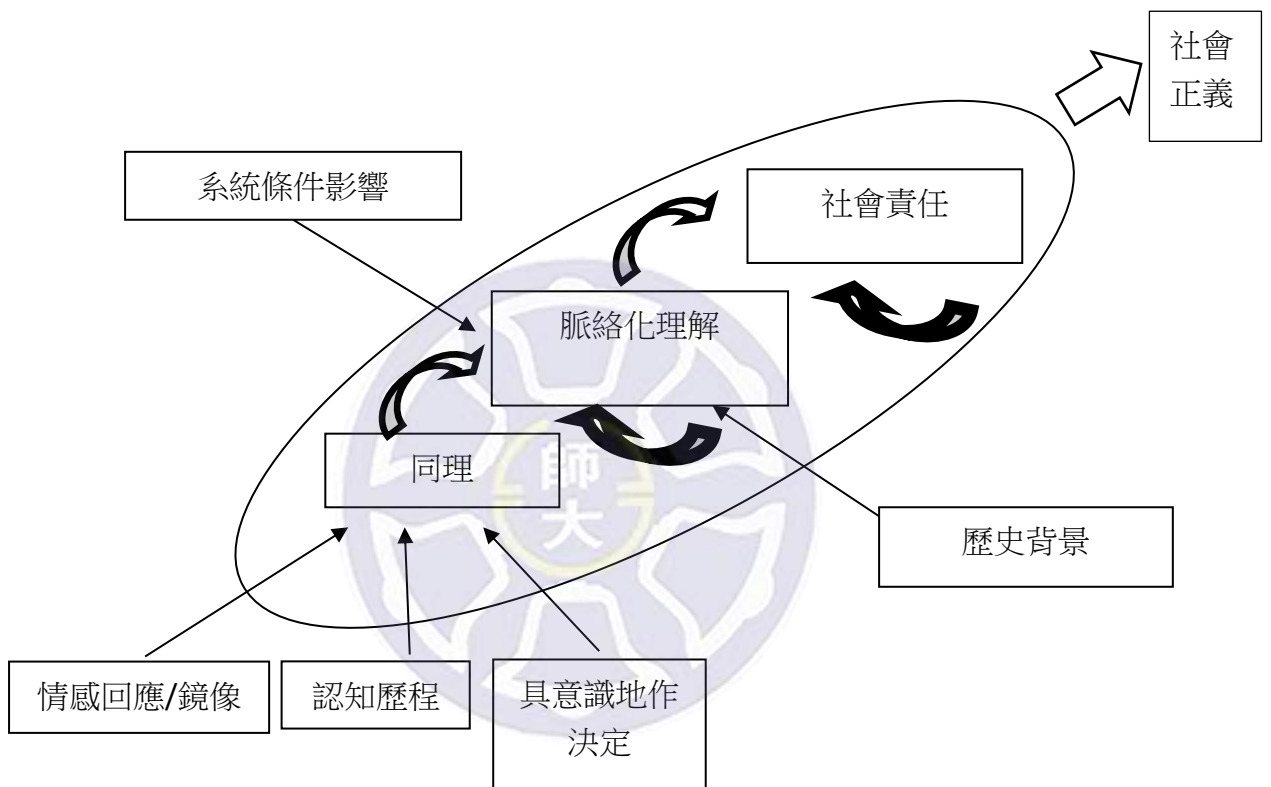 社會
正義
系統條件影響
社會責任
脈絡化理解
同理
師
大
歷史背景
情感回應/鏡像
認知歷程
具意識地作
決定